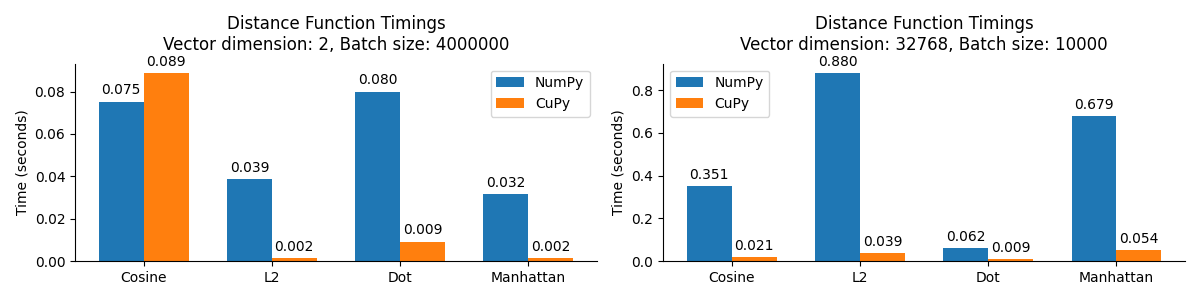 Distance Function Timings
Vector dimension: 2, Batch size: 4000000
Time (seconds)
0.08
0.06
0.04
0.02
0.00
0.075
0.089
0.039
0.002
0.080
0.009
0.032
0.002
NumPy
CuPy
Cosine
L2
Dot
Manhattan
Distance Function Timings
Vector dimension: 32768, Batch size: 10000
Time (seconds)
0.8
0.6
0.4
0.2
0.0
0.351
0.021
0.880
0.039
0.062
0.009
0.679
0.054
NumPy
CuPy
Cosine
L2
Dot
Manhattan